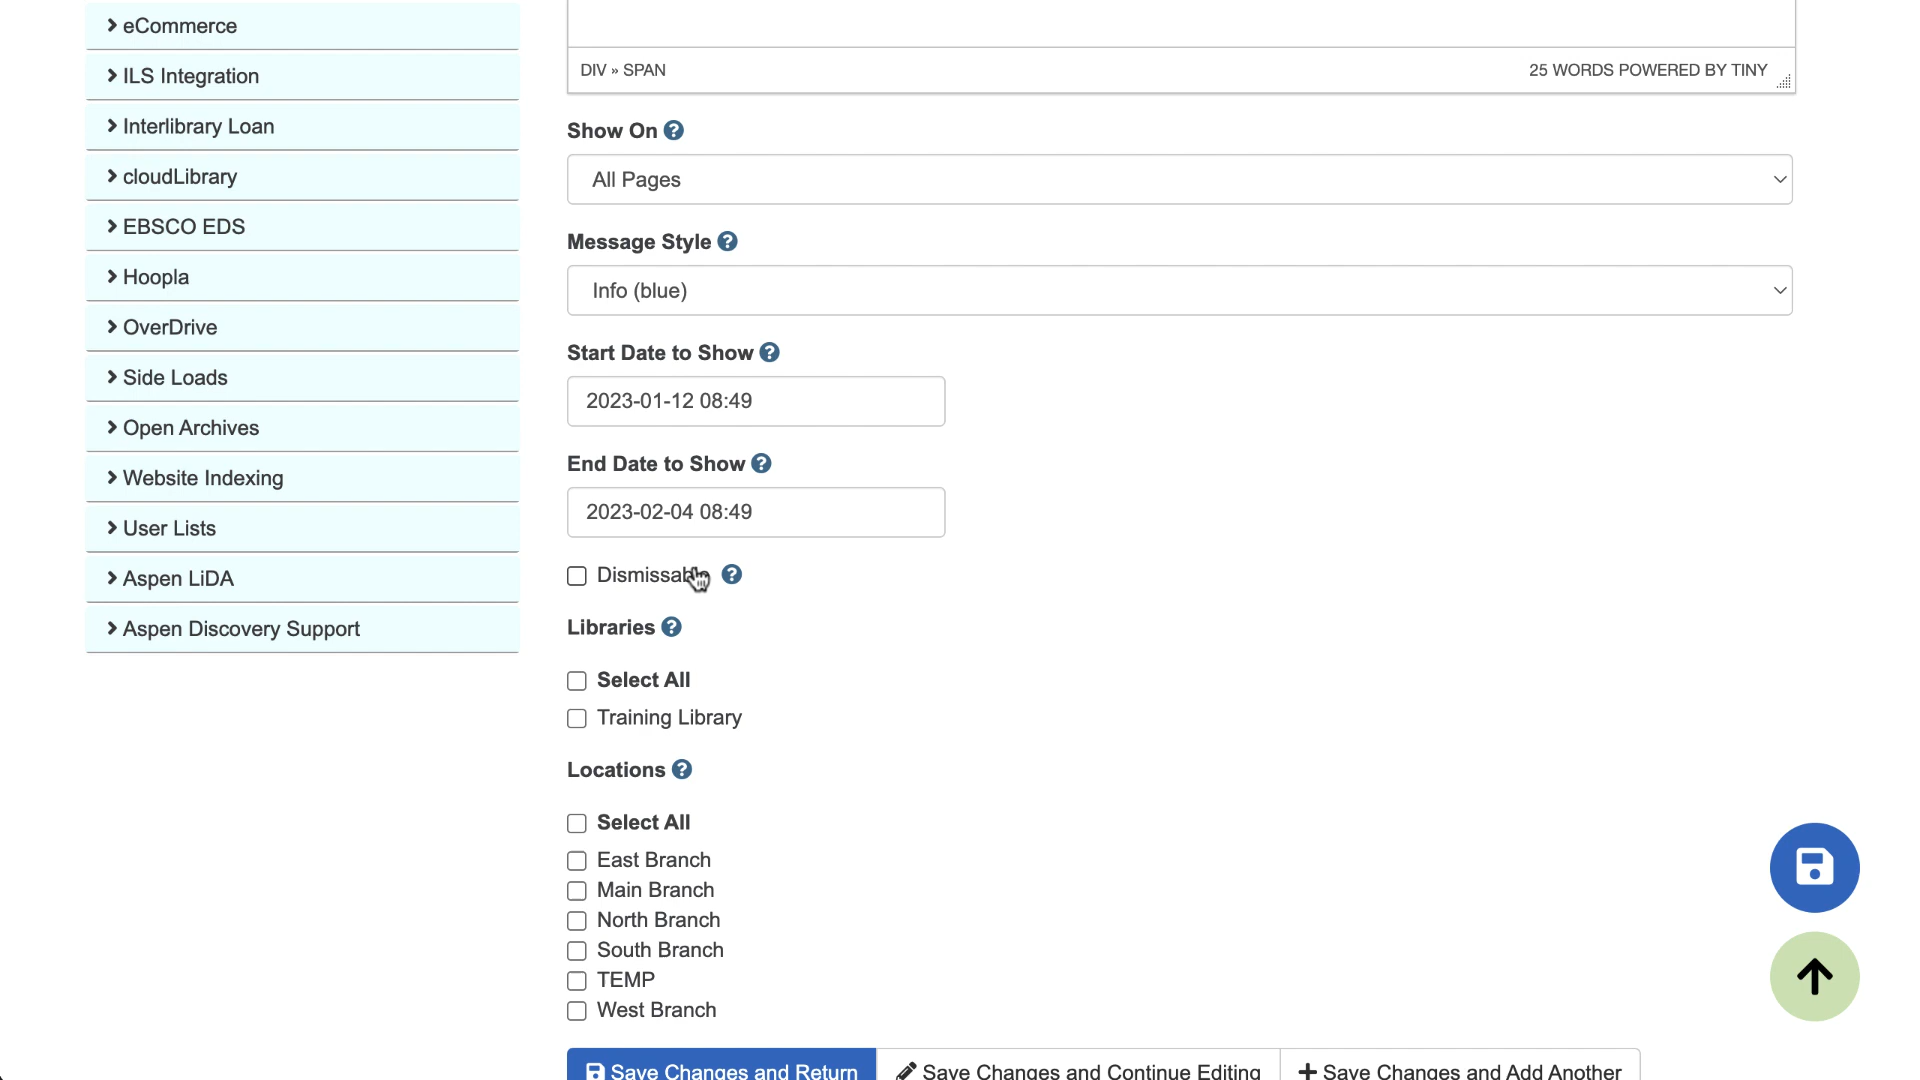 eCommerce
ILS Integration
Interlibrary Loan
cloudLibrary
EBSCO EDS
Hoopla
OverDrive
Side Loads
Open Archives
Website Indexing
User Lists
Aspen LiDA
Aspen Discovery Support
DIV » SPAN
25 WORDS POWERED BY TINY
Show On
All Pages
Message Style
Info (blue)
Start Date to Show
2023-01-12 08:49
End Date to Show
2023-02-04 08:49
Dismissable
Libraries
Select All
Training Library
Locations
Select All
East Branch
Main Branch
North Branch
South Branch
TEMP
West Branch
Save Changes and Return
Save Changes and Continue Editing
Save Changes and Add Another